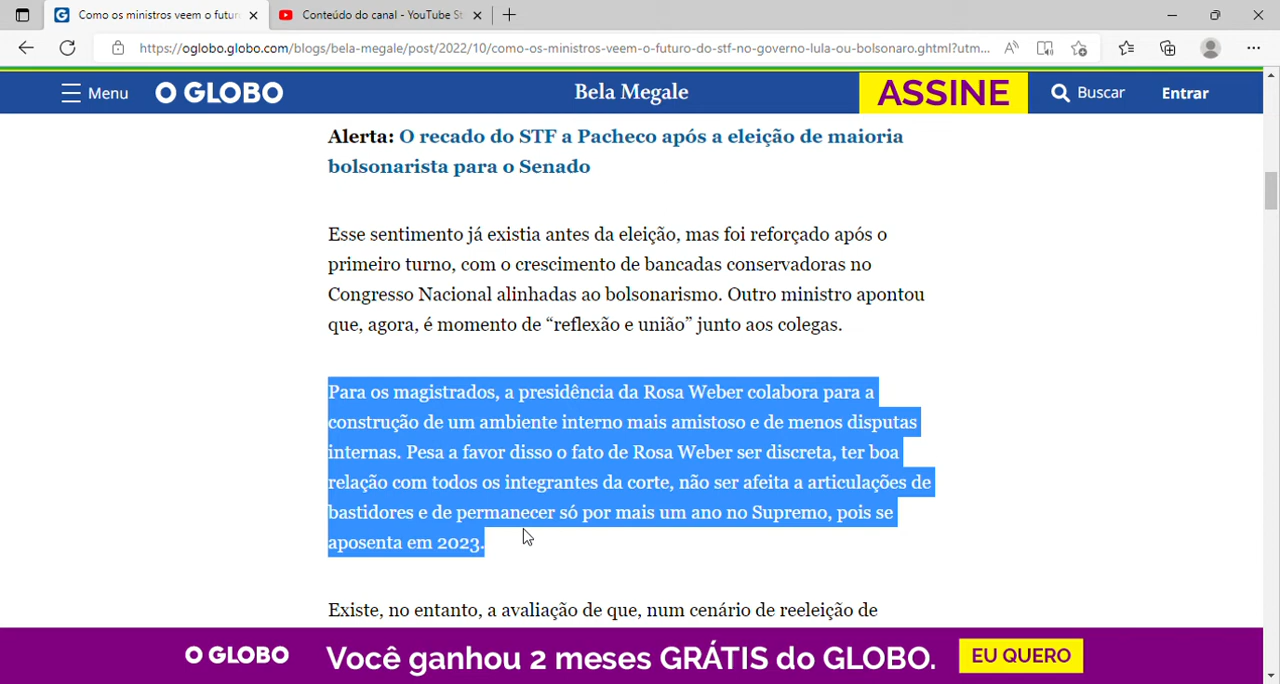 Como os ministros veem o futur
Conteúdo do canal - YouTube St
https://oglobo.globo.com/blogs/bela-megale/post/2022/10/como-os-ministros-veem-o-futuro-do-stf-no-governo-lula-ou-bolsonaro.ghtml?utm...
Menu
O GLOBO
Bela Megale
ASSINE
Buscar
Entrar
Alerta: O recado do STF a Pacheco após a eleição de maioria
bolsonarista para o Senado
Esse sentimento já existia antes da eleição, mas foi reforçado após o
primeiro turno, com o crescimento de bancadas conservadoras no
Congresso Nacional alinhadas ao bolsonarismo. Outro ministro apontou
que, agora, é momento de “reflexão e união” junto aos colegas.
Para os magistrados, a presidência da Rosa Weber colabora para a
construção de um ambiente interno mais amistoso e de menos disputas
internas. Pesa a favor disso o fato de Rosa Weber ser discreta, ter boa
relação com todos os integrantes da corte, não ser afeita a articulações de
bastidores e de permanecer só por mais um ano no Supremo, pois se
aposenta em 2023.
Existe, no entanto, a avaliação de que, num cenário de reeleição de
O GLOBO
Você ganhou 2 meses GRÁTIS do GLOBO.
EU QUERO